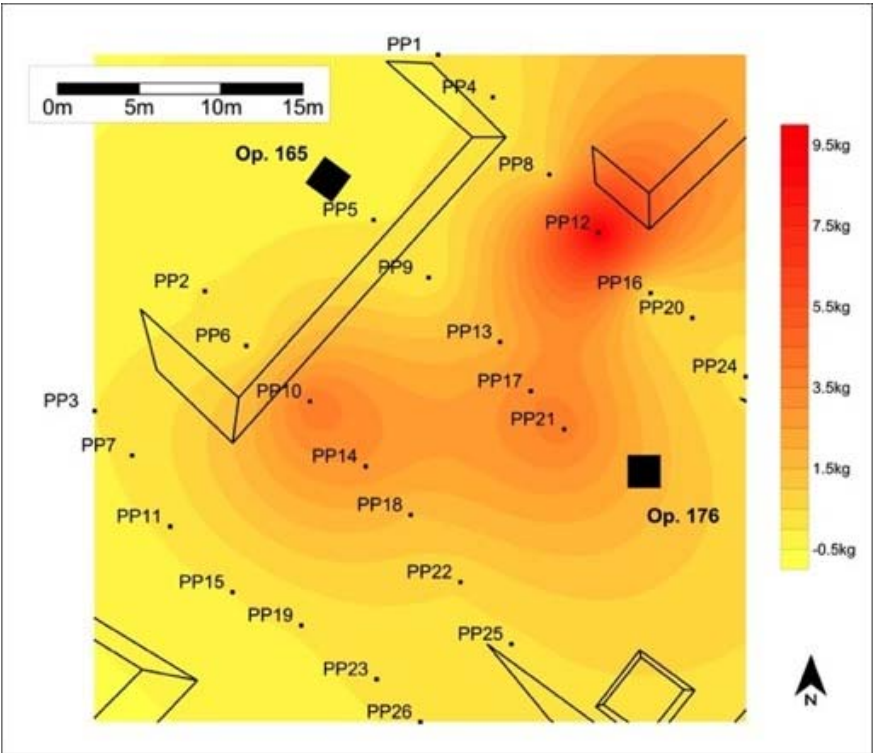 PP1
0m 5m 10m 15m
PP4
9.5kg
Op. 165
PP8
PP5
PP12
7.5kg
PP9
PP2
PP16
PP20
5.5kg
PP6
PP13
PP24
PP10
PP17
3.5kg
PP3
PP21
PP7
PP14
1.5kg
PP18
PP11
Op. 176
-0.5kg
PP22
PP15
PP19
PP25
PP23
N
PP26